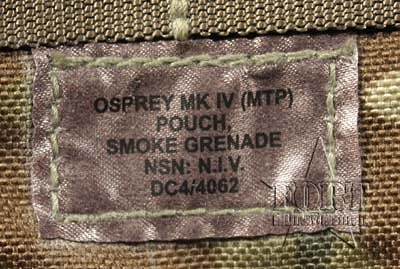 OSPREY MK IV (MTP)
POUCH,
SMOKE GRENADE
NSN: N.I.V.
DC4/4062